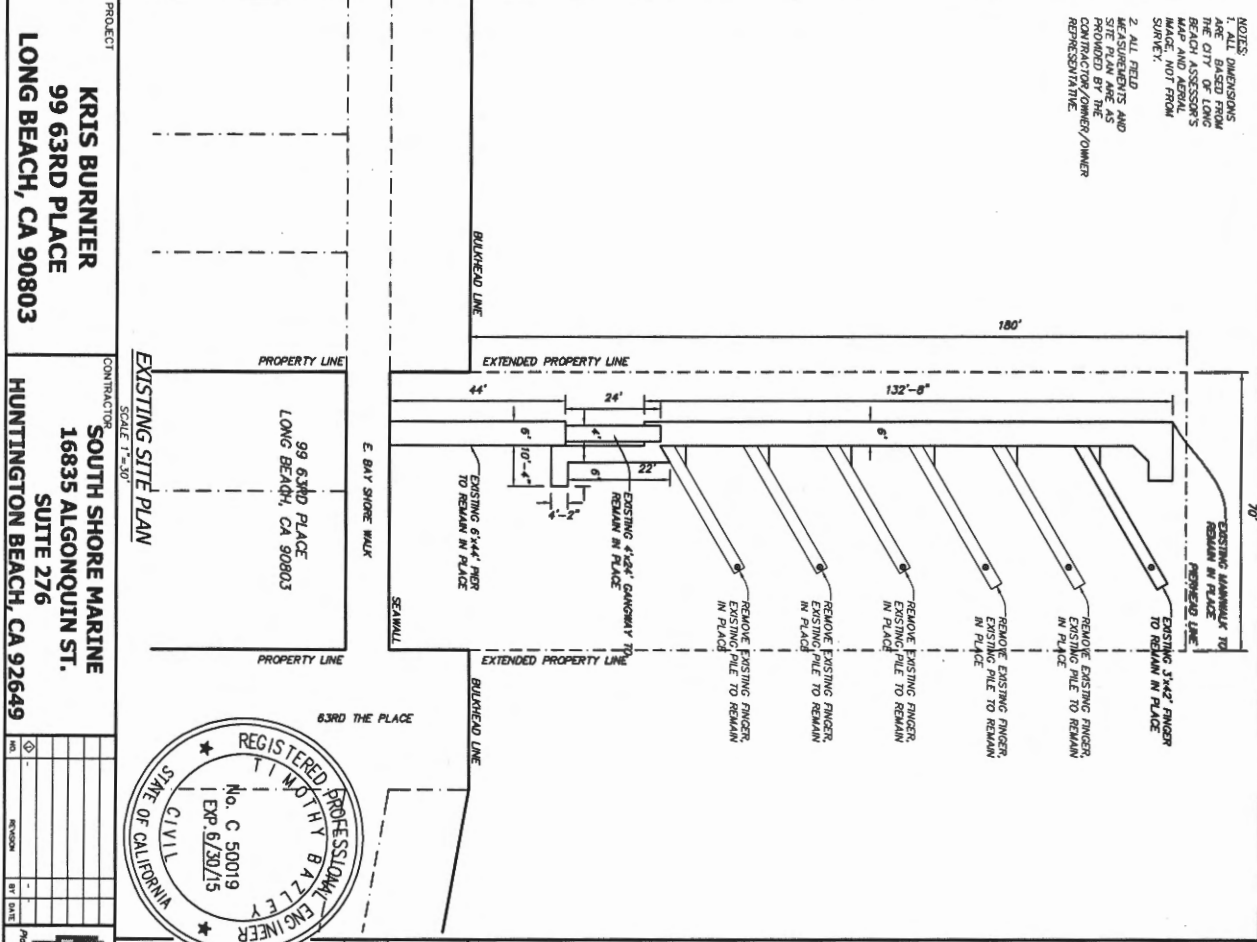 NOTES:
1. ALL DIMENSIONS
ARE BASED FROM
THE CITY OF LONG
BEACH ASSESSOR'S
MAP AND AERIAL
IMAGE, NOT FROM
SURVEY.
2. ALL FIELD
MEASUREMENTS AND
SITE PLAN ARE AS
PROVIDED BY THE
CONTRACTOR/OWNER/OWNER
REPRESENTATIVE.
180'
70'
EXISTING MAINWALK TO
REMAIN IN PLACE
PIERHEAD LINE
EXISTING 3'x42' FINGER
TO REMAIN IN PLACE
REMOVE EXISTING FINGER,
EXISTING PILE TO REMAIN
IN PLACE
REMOVE EXISTING FINGER,
EXISTING PILE TO REMAIN
IN PLACE
REMOVE EXISTING FINGER,
EXISTING PILE TO REMAIN
IN PLACE
REMOVE EXISTING FINGER,
EXISTING PILE TO REMAIN
IN PLACE
REMOVE EXISTING FINGER,
EXISTING PILE TO REMAIN
IN PLACE
132'-8"
6'
24'
4'
22'
6'
44'
6'
10'-4"
4'-2"
EXISTING 4'x24' GANGWAY TO
REMAIN IN PLACE
EXISTING 6'x44' PIER
TO REMAIN IN PLACE
BULKHEAD LINE
EXTENDED PROPERTY LINE
EXTENDED PROPERTY LINE
BULKHEAD LINE
SEAWALL
E. BAY SHORE WALK
PROPERTY LINE
PROPERTY LINE
99 63RD PLACE
LONG BEACH, CA 90803
63RD THE PLACE
EXISTING SITE PLAN
SCALE 1"=30'
REGISTERED PROFESSIONAL ENGINEER
TIMOTHY BAZLEY
No. C 50019
EXP. 6/30/15
CIVIL
STATE OF CALIFORNIA
PROJECT
KRIS BURNIER
99 63RD PLACE
LONG BEACH, CA 90803
CONTRACTOR
SOUTH SHORE MARINE
16835 ALGONQUIN ST.
SUITE 276
HUNTINGTON BEACH, CA 92649
NO. REVISION BY DATE